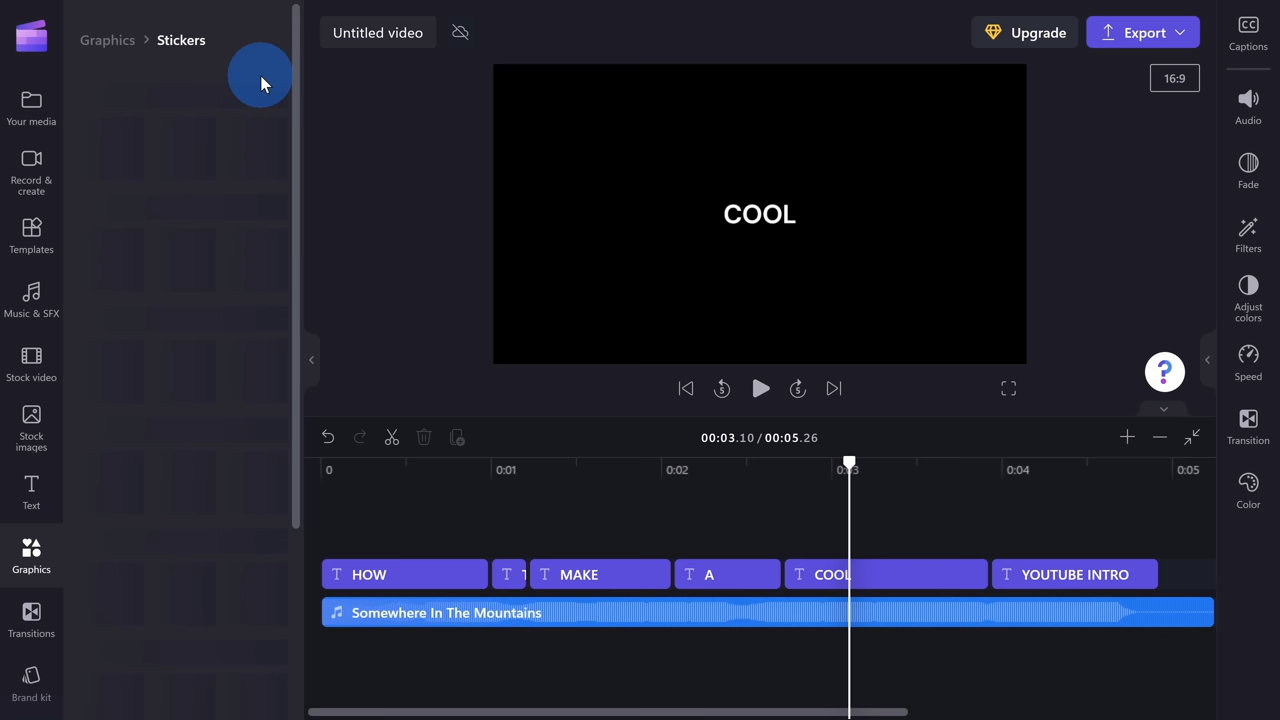 Graphics > Stickers
Untitled video
Upgrade
Export
CC
Captions
16:9
Your media
Record &
create
Templates
Music & SFX
Stock video
Stock
images
Text
Graphics
Transitions
Brand kit
COOL
Audio
Fade
Filters
Adjust
colors
Speed
Transition
Color
5
5
?
00:03.10 / 00:05.26
0
0:01
0:02
0:03
0:04
0:05
T HOW
T T
T MAKE
T A
T COOL
T YOUTUBE INTRO
Somewhere In The Mountains